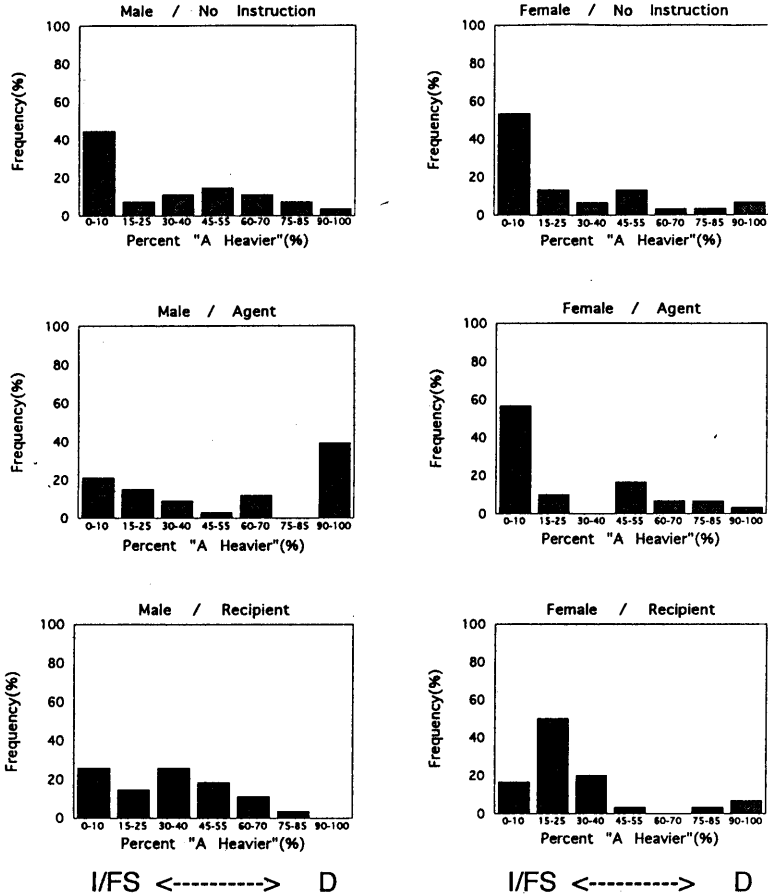 Male / No Instruction
Frequency(%)
100
80
60
40
20
0
0-10 15-25 30-40 45-55 60-70 75-85 90-100
Percent "A Heavier"(%)
Female / No Instruction
Frequency(%)
100
80
60
40
20
0
0-10 15-25 30-40 45-55 60-70 75-85 90-100
Percent "A Heavier"(%)
Male / Agent
Frequency(%)
100
80
60
40
20
0
0-10 15-25 30-40 45-55 60-70 75-85 90-100
Percent "A Heavier"(%)
Female / Agent
Frequency(%)
100
80
60
40
20
0
0-10 15-25 30-40 45-55 60-70 75-85 90-100
Percent "A Heavier"(%)
Male / Recipient
Frequency(%)
100
80
60
40
20
0
0-10 15-25 30-40 45-55 60-70 75-85 90-100
Percent "A Heavier"(%)
Female / Recipient
Frequency(%)
100
80
60
40
20
0
0-10 15-25 30-40 45-55 60-70 75-85 90-100
Percent "A Heavier"(%)
I/FS <----------> D
I/FS <----------> D